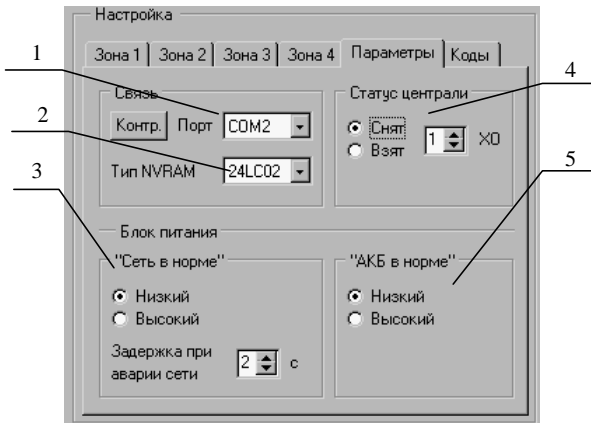 Настройка
Зона 1 Зона 2 Зона 3 Зона 4 Параметры Коды
1
4
Связь
Статус централи
Контр. Порт COM2
Снят
1 XO
Взят
2
Тип NVRAM 24LC02
3
5
Блок питания
"Сеть в норме"
"АКБ в норме"
Низкий
Низкий
Высокий
Высокий
Задержка при
аварии сети
2 с